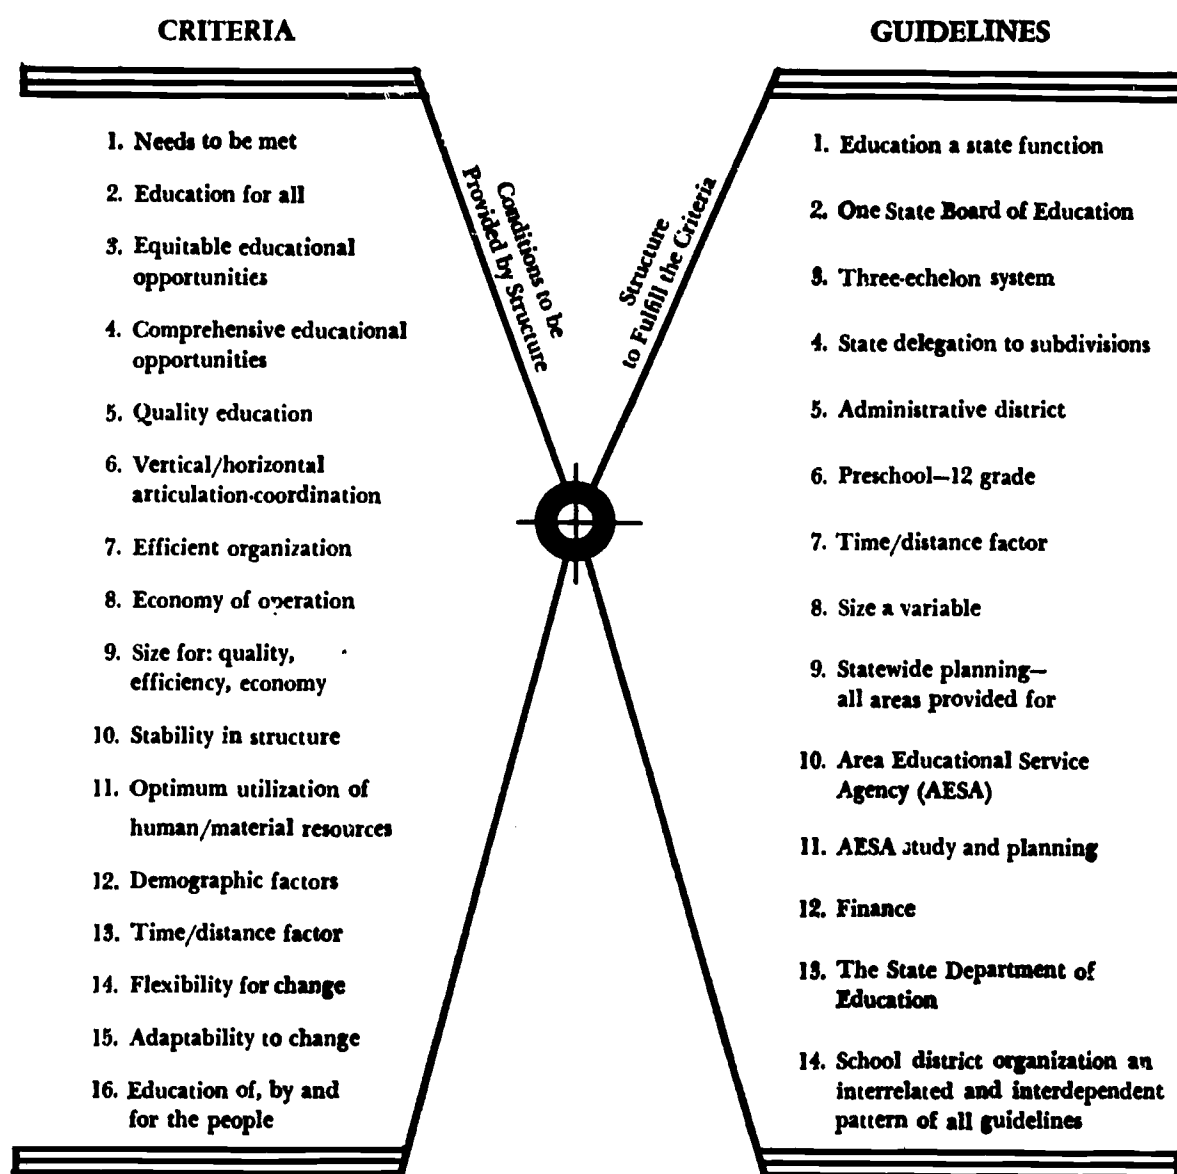 CRITERIA
1. Needs to be met
2. Education for all
3. Equitable educational
opportunities
4. Comprehensive educational
opportunities
5. Quality education
6. Vertical/horizontal
articulation-coordination
7. Efficient organization
8. Economy of operation
9. Size for: quality,
efficiency, economy
10. Stability in structure
11. Optimum utilization of
human/material resources
12. Demographic factors
13. Time/distance factor
14. Flexibility for change
15. Adaptability to change
16. Education of, by and
for the people
Conditions to be
Provided by Structure
Structure
to Fulfill the Criteria
GUIDELINES
1. Education a state function
2. One State Board of Education
3. Three-echelon system
4. State delegation to subdivisions
5. Administrative district
6. Preschool—12 grade
7. Time/distance factor
8. Size a variable
9. Statewide planning—
all areas provided for
10. Area Educational Service
Agency (AESA)
11. AESA study and planning
12. Finance
13. The State Department of
Education
14. School district organization an
interrelated and interdependent
pattern of all guidelines